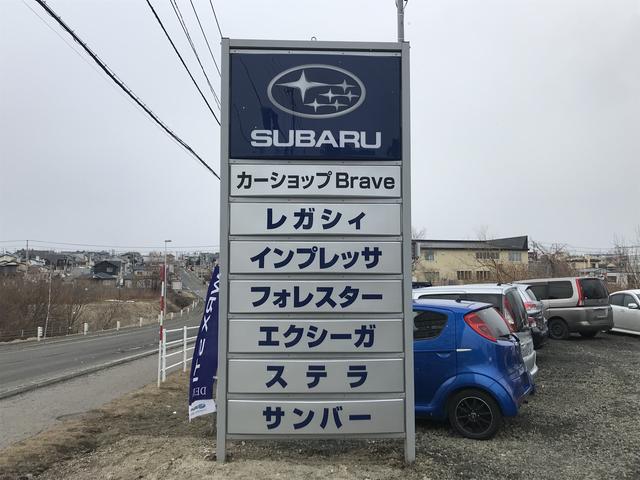 SUBARU
カーショップBrave
レガシィ
インプレッサ
フォレスター
エクシーガ
ステラ
サンバー